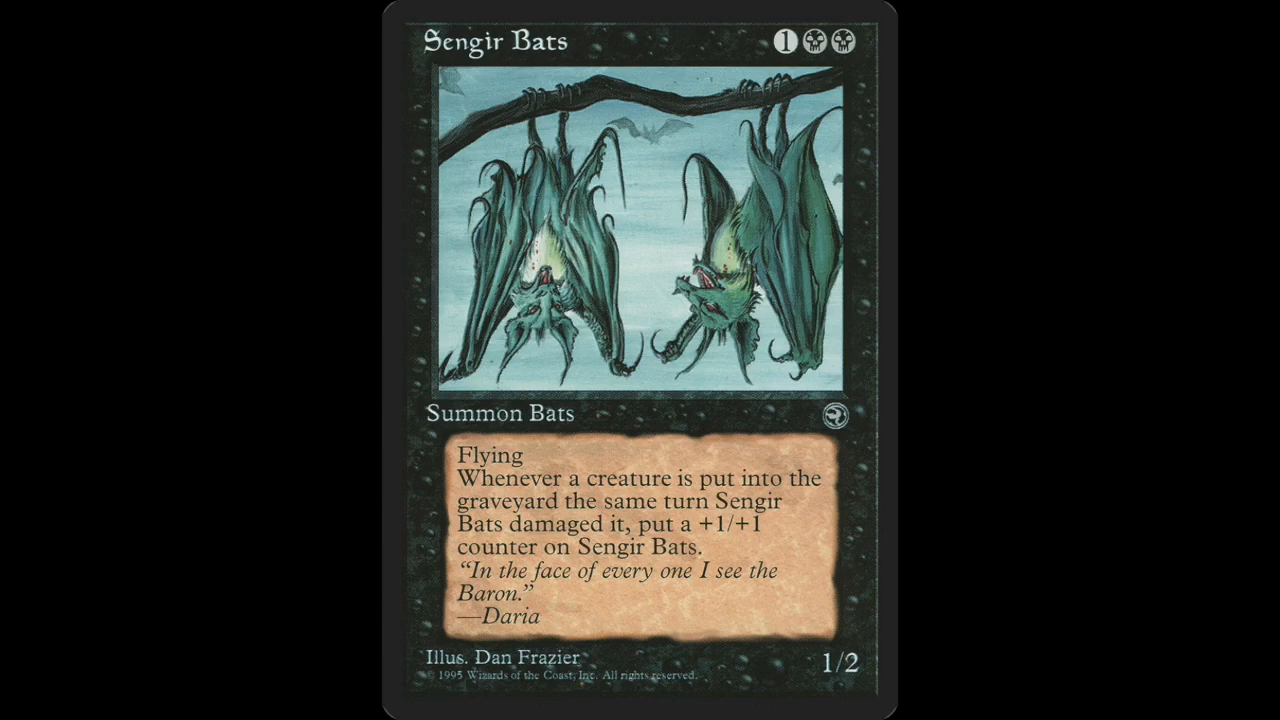 Sengir Bats
1
Summon Bats
Flying
Whenever a creature is put into the
graveyard the same turn Sengir
Bats damaged it, put a +1/+1
counter on Sengir Bats.
“In the face of every one I see the
Baron.”
—Daria
Illus. Dan Frazier
1/2
© 1995 Wizards of the Coast, Inc. All rights reserved.